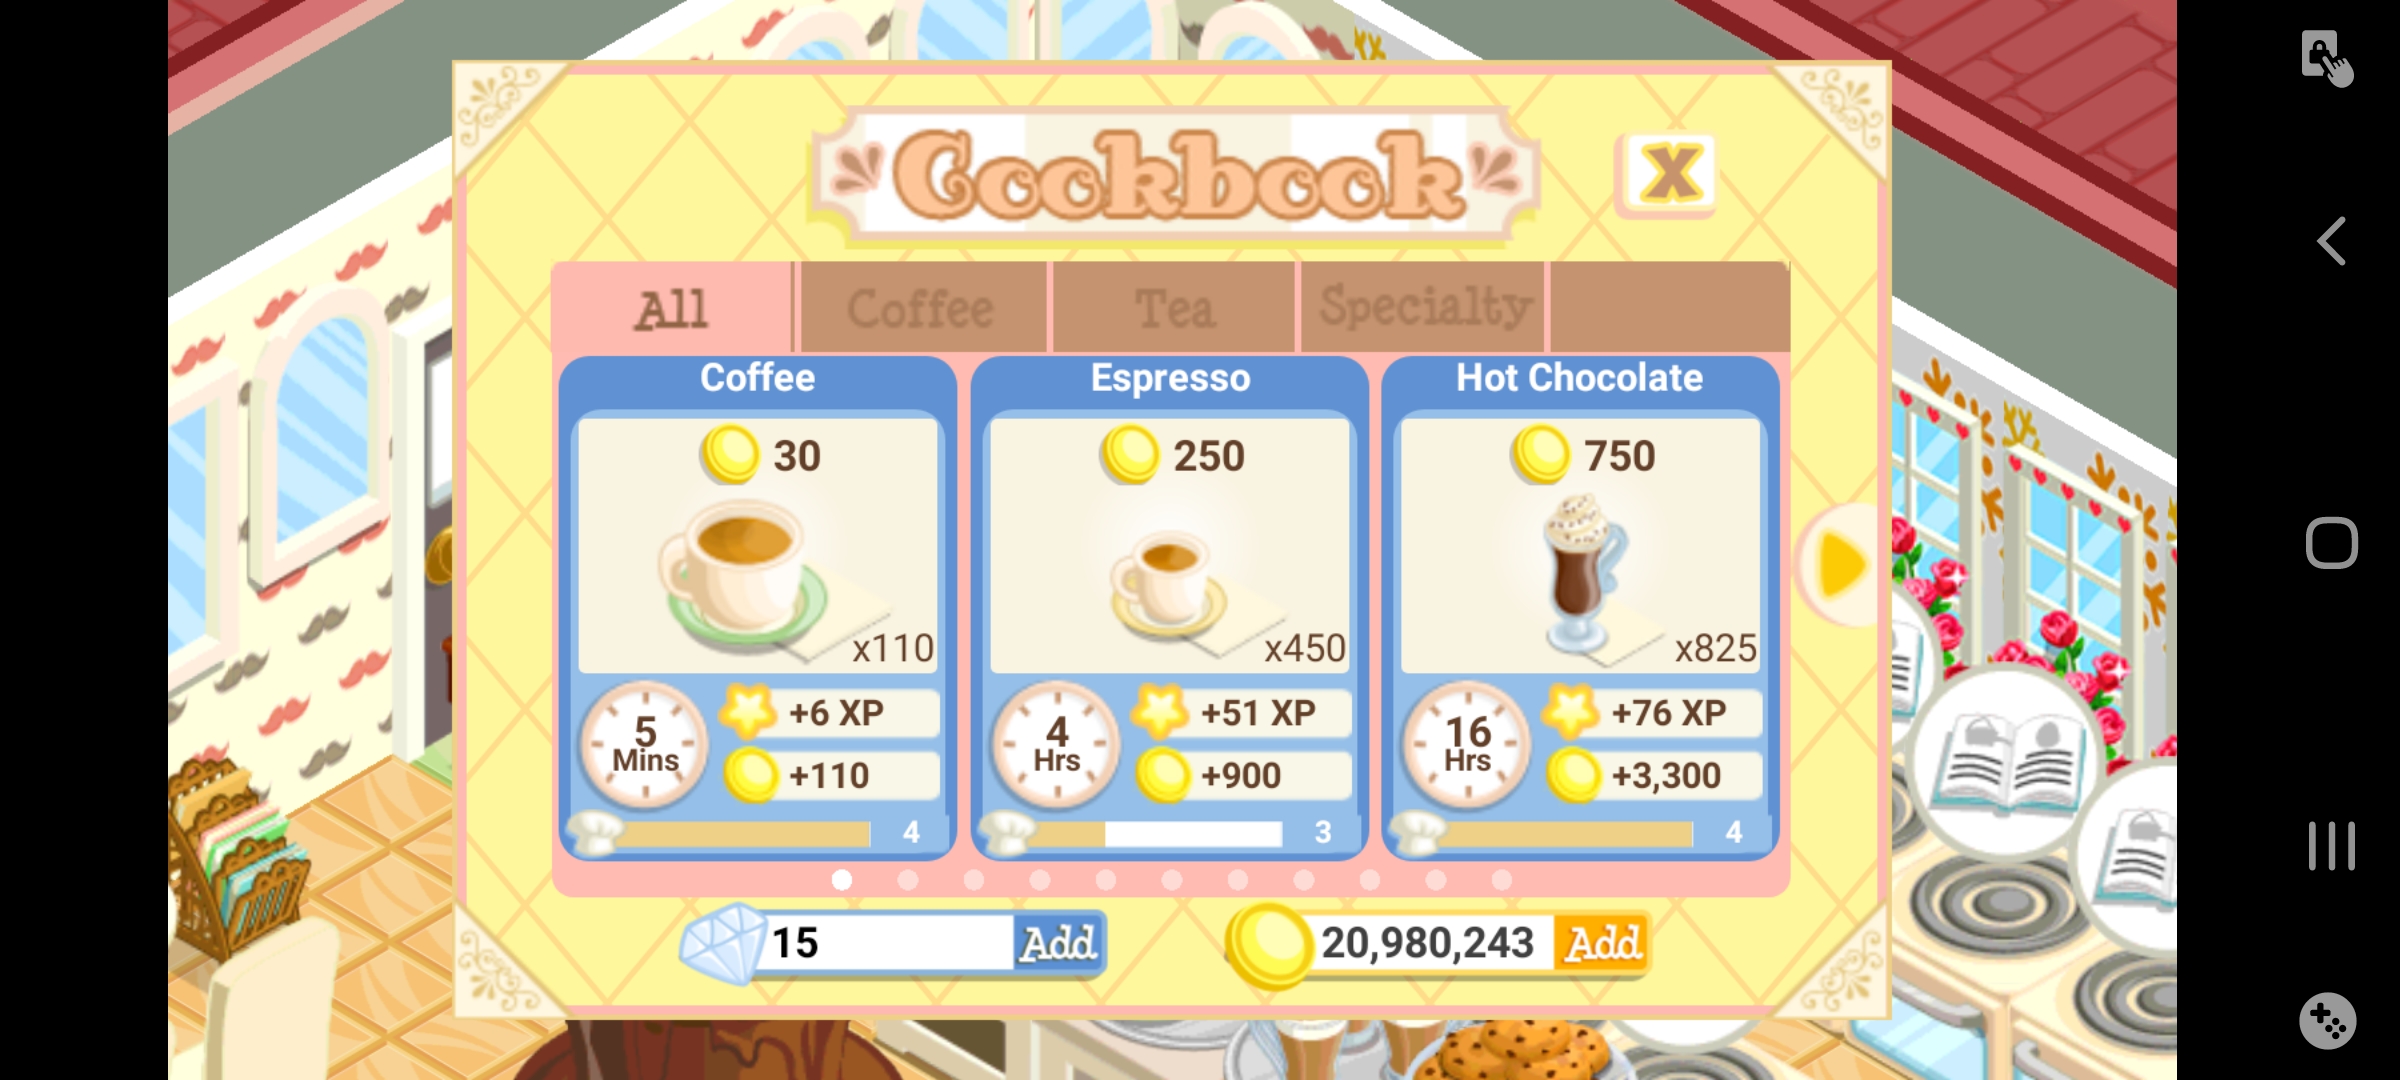 Cookbook
X
All
Coffee
Tea
Specialty
Coffee
30
x110
5
Mins
+6 XP
+110
4
Espresso
250
x450
4
Hrs
+51 XP
+900
3
Hot Chocolate
750
x825
16
Hrs
+76 XP
+3,300
4
15
Add
20,980,243
Add